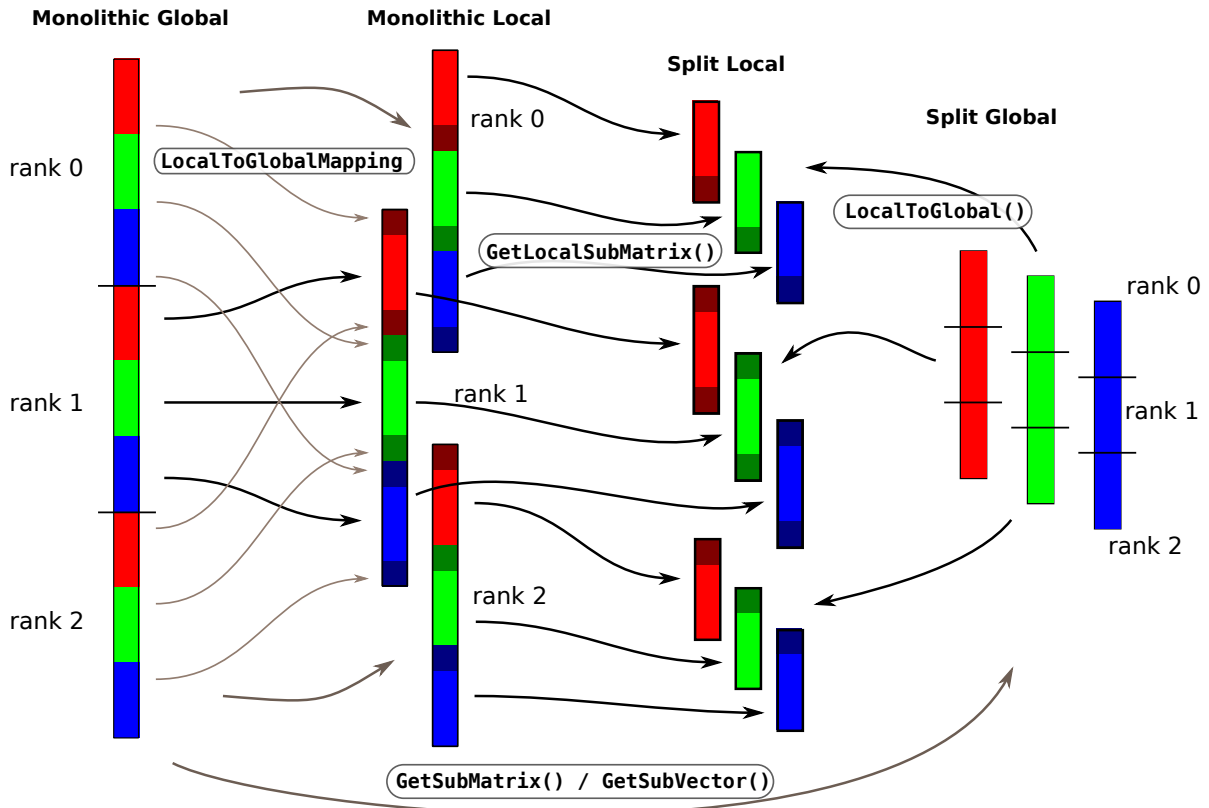 Monolithic Global
Monolithic Local
Split Local
Split Global
rank 0
rank 0
LocalToGlobalMapping
LocalToGlobal()
GetLocalSubMatrix()
rank 0
rank 1
rank 1
rank 1
rank 2
rank 2
rank 2
GetSubMatrix() / GetSubVector()